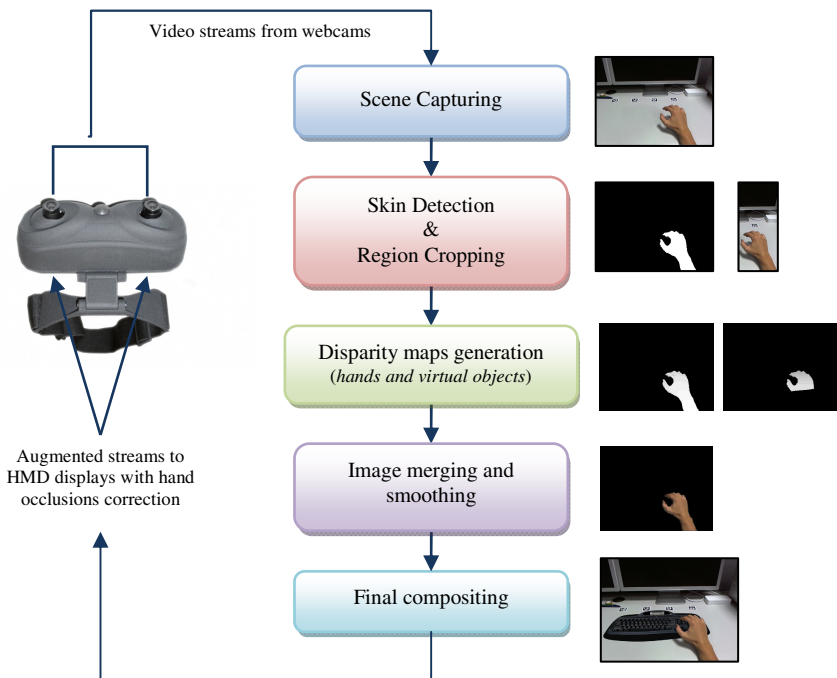 Video streams from webcams
Scene Capturing
Skin Detection
&
Region Cropping
Disparity maps generation
(hands and virtual objects)
Augmented streams to
HMD displays with hand
occlusions correction
Image merging and
smoothing
Final compositing